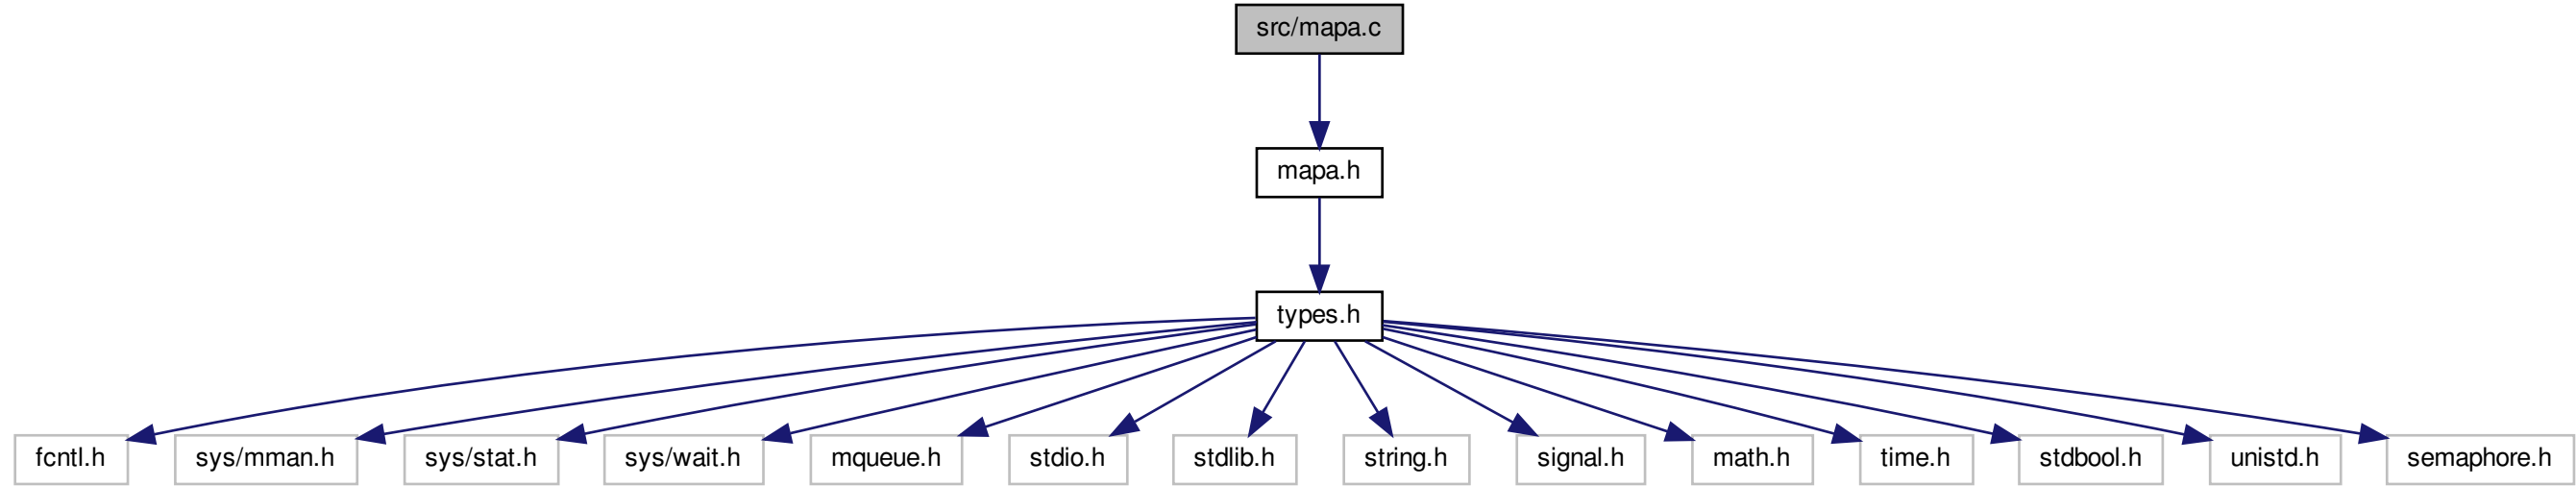 src/mapa.c
mapa.h
types.h
fcntl.h
sys/mman.h
sys/stat.h
sys/wait.h
mqueue.h
stdio.h
stdlib.h
string.h
signal.h
math.h
time.h
stdbool.h
unistd.h
semaphore.h